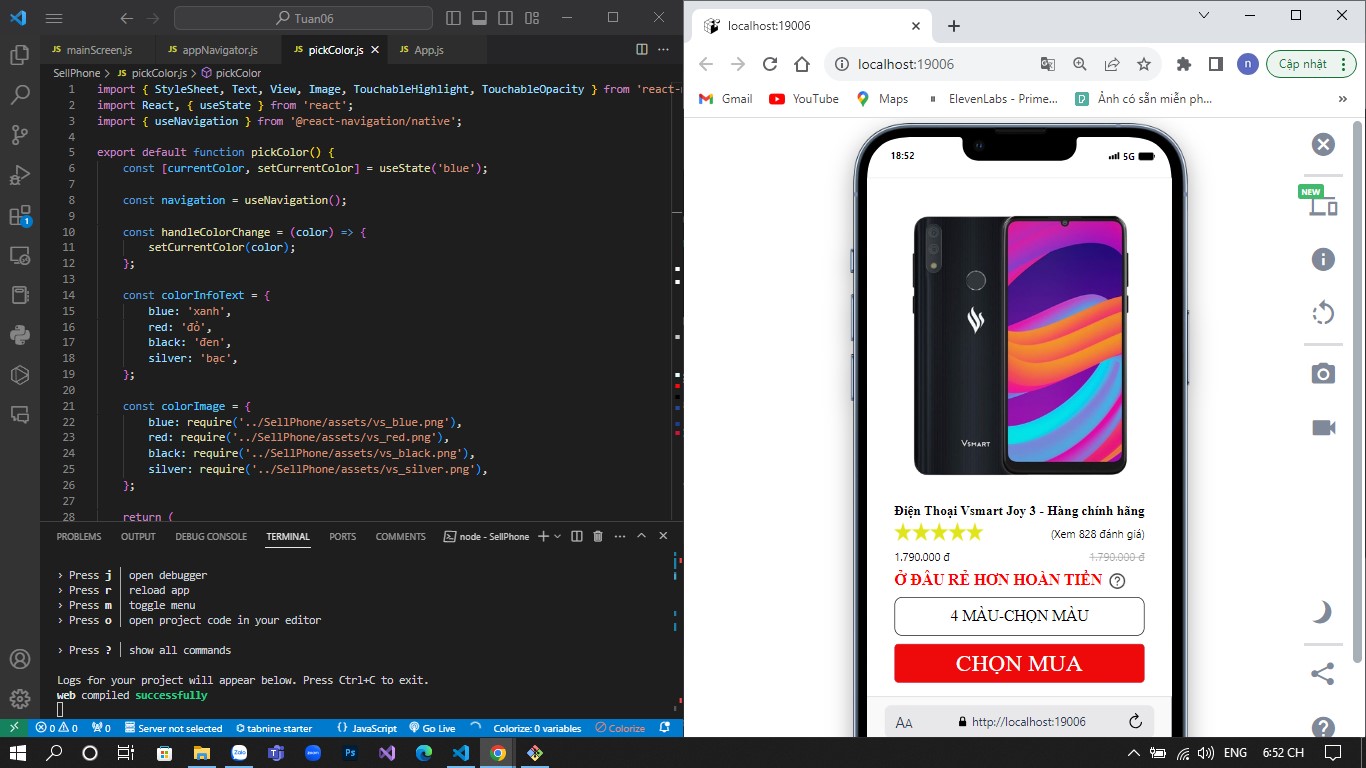 Tuan06
JS mainScreen.js
JS appNavigator.js
JS pickColor.js
JS App.js
SellPhone > JS pickColor.js > pickColor
1 import { StyleSheet, Text, View, Image, TouchableHighlight, TouchableOpacity } from 'react-
2 import React, { useState } from 'react';
3 import { useNavigation } from '@react-navigation/native';
4
5 export default function pickColor() {
6 const [currentColor, setCurrentColor] = useState('blue');
7
8 const navigation = useNavigation();
9
10 const handleColorChange = (color) => {
11 setCurrentColor(color);
12 };
13
14 const colorInfoText = {
15 blue: 'xanh',
16 red: 'đỏ',
17 black: 'đen',
18 silver: 'bạc',
19 };
20
21 const colorImage = {
22 blue: require('../SellPhone/assets/vs_blue.png'),
23 red: require('../SellPhone/assets/vs_red.png'),
24 black: require('../SellPhone/assets/vs_black.png'),
25 silver: require('../SellPhone/assets/vs_silver.png'),
26 };
27
28 return (
1
PROBLEMS OUTPUT DEBUG CONSOLE TERMINAL PORTS COMMENTS node - SellPhone
› Press j │ open debugger
› Press r │ reload app
› Press m │ toggle menu
› Press o │ open project code in your editor
› Press ? │ show all commands
Logs for your project will appear below. Press Ctrl+C to exit.
web compiled successfully
0 0 0 Server not selected tabnine starter {} JavaScript Go Live Colorize: 0 variables Colorize
localhost:19006
localhost:19006
n
Cập nhật
Gmail YouTube Maps ElevenLabs - Prime... Ảnh có sẵn miễn ph... »
18:52
5G
VSMART
Điện Thoại Vsmart Joy 3 - Hàng chính hãng
(Xem 828 đánh giá)
1.790.000 đ 1.790.000 đ
Ở ĐÂU RẺ HƠN HOÀN TIỀN ?
4 MÀU-CHỌN MÀU
CHỌN MUA
AA http://localhost:19006
NEW
Zalo
zoom
Ps
ENG 6:52 CH